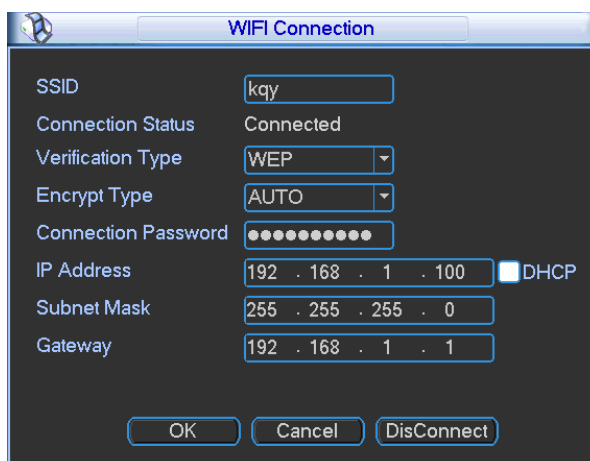 WIFI Connection
SSID kqy
Connection Status Connected
Verification Type WEP
Encrypt Type AUTO
Connection Password ●●●●●●●●●●
IP Address 192 . 168 . 1 . 100 DHCP
Subnet Mask 255 . 255 . 255 . 0
Gateway 192 . 168 . 1 . 1
OK Cancel DisConnect